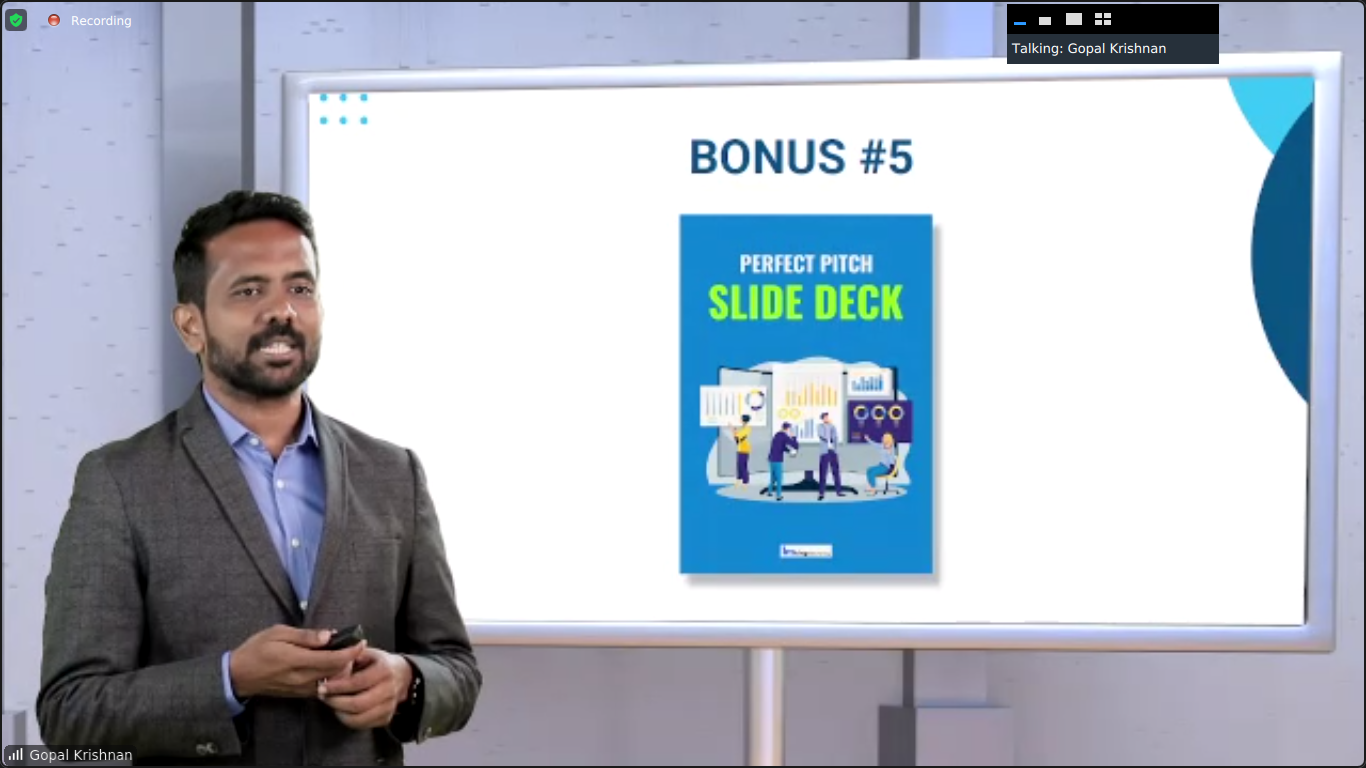 Recording
Talking: Gopal Krishnan
BONUS #5
PERFECT PITCH
SLIDE DECK
Gopal Krishnan